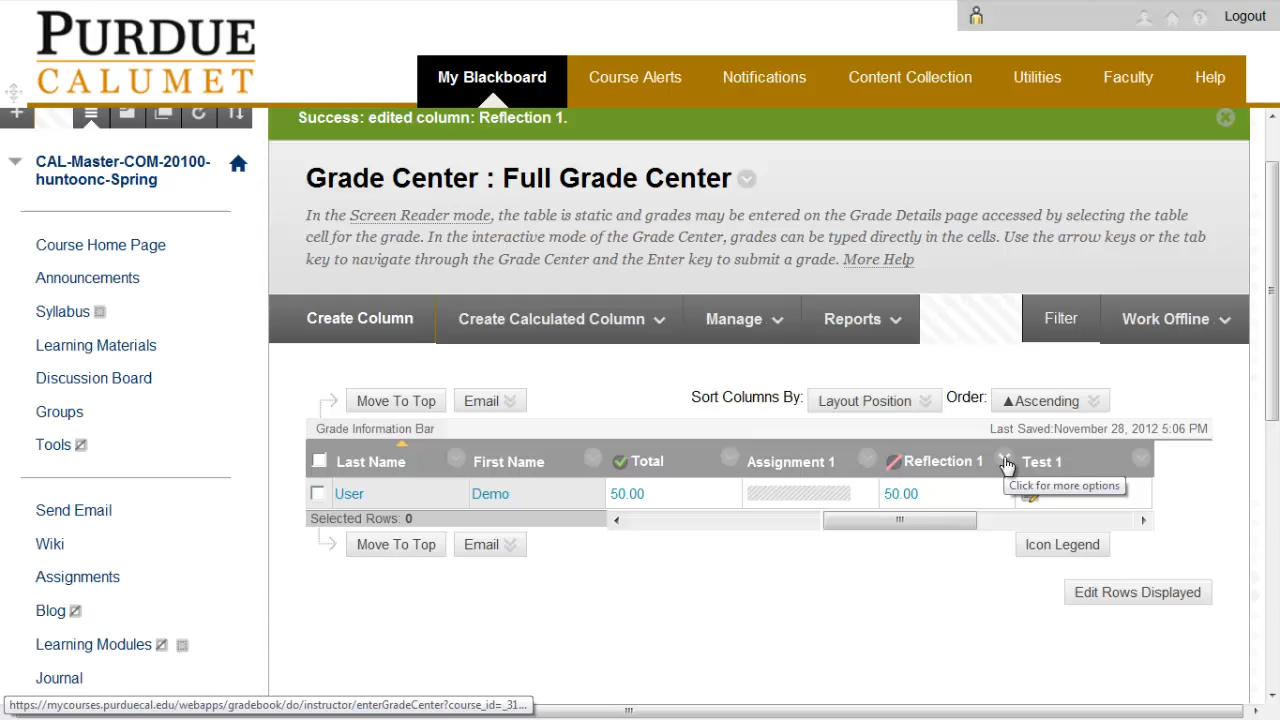 PURDUE
CALUMET
Logout
My Blackboard
Course Alerts
Notifications
Content Collection
Utilities
Faculty
Help
CAL-Master-COM-20100-
huntoonc-Spring
Course Home Page
Announcements
Syllabus
Learning Materials
Discussion Board
Groups
Tools
Send Email
Wiki
Assignments
Blog
Learning Modules
Journal
Success: edited column: Reflection 1.
Grade Center : Full Grade Center
In the Screen Reader mode, the table is static and grades may be entered on the Grade Details page accessed by selecting the table
cell for the grade. In the interactive mode of the Grade Center, grades can be typed directly in the cells. Use the arrow keys or the tab
key to navigate through the Grade Center and the Enter key to submit a grade. More Help
Create Column
Create Calculated Column
Manage
Reports
Filter
Work Offline
Move To Top
Email
Sort Columns By:
Layout Position
Order:
▲Ascending
Grade Information Bar
Last Saved:November 28, 2012 5:06 PM
Last Name
First Name
Total
Assignment 1
Reflection 1
Test 1
User
Demo
50.00
50.00
Click for more options
Selected Rows: 0
Move To Top
Email
Icon Legend
Edit Rows Displayed
https://mycourses.purduecal.edu/webapps/gradebook/do/instructor/enterGradeCenter?course_id=_31...